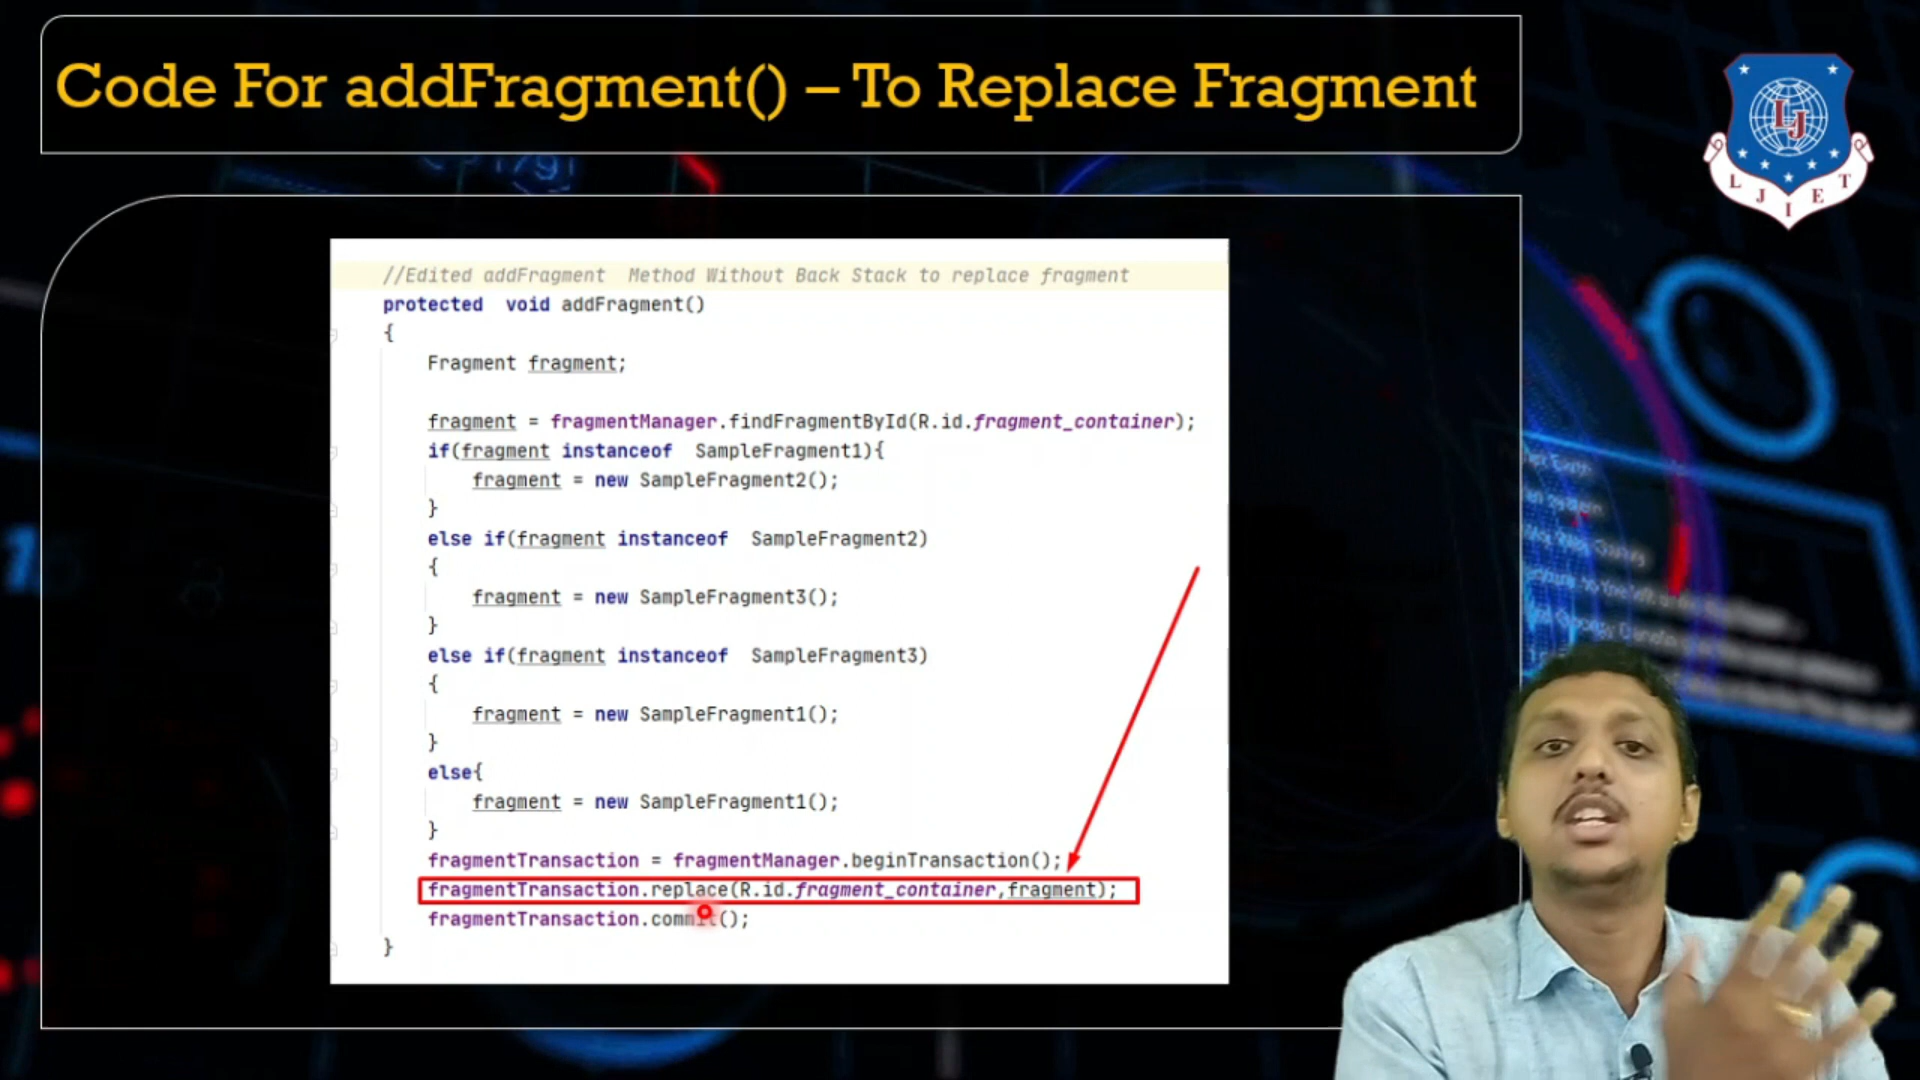 Code For addFragment() – To Replace Fragment
L J I E T
LJ
//Edited addFragment  Method Without Back Stack to replace fragment
protected  void addFragment()
{
Fragment fragment;
fragment = fragmentManager.findFragmentById(R.id.fragment_container);
if(fragment instanceof  SampleFragment1){
fragment = new SampleFragment2();
}
else if(fragment instanceof  SampleFragment2)
{
fragment = new SampleFragment3();
}
else if(fragment instanceof  SampleFragment3)
{
fragment = new SampleFragment1();
}
else{
fragment = new SampleFragment1();
}
fragmentTransaction = fragmentManager.beginTransaction();
fragmentTransaction.replace(R.id.fragment_container,fragment);
fragmentTransaction.commit();
}